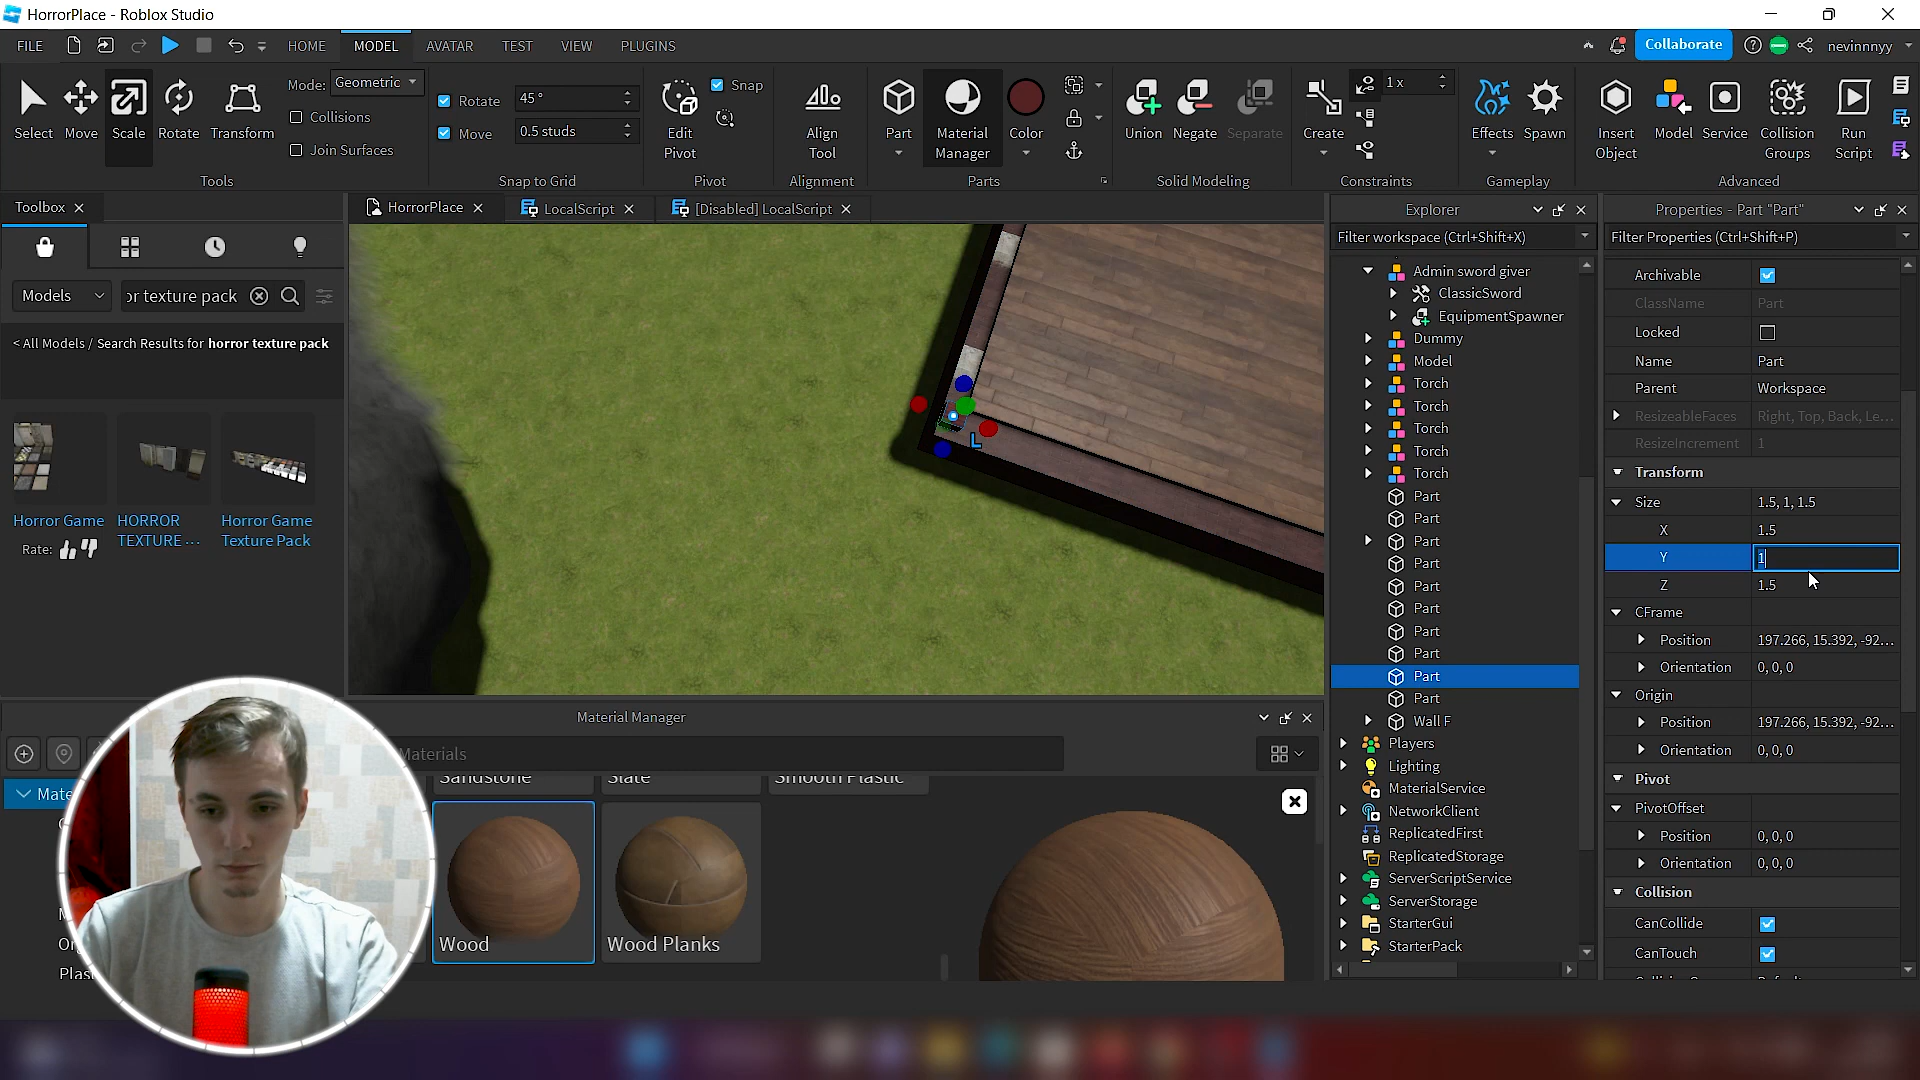 HorrorPlace - Roblox Studio
FILE HOME MODEL AVATAR TEST VIEW PLUGINS Collaborate nevinnnyy
Select Move Scale Rotate Transform
Mode: Geometric
Collisions
Join Surfaces
Tools
Rotate 45 °
Move 0.5 studs
Snap to Grid
Edit Pivot
Snap
Pivot
Align Tool
Alignment
Part
Material Manager
Color
Parts
Union Negate Separate
Solid Modeling
Create
1 x
Constraints
Effects Spawn
Gameplay
Insert Object
Model
Service
Collision Groups
Run Script
Advanced
Toolbox
Models
or texture pack
< All Models / Search Results for horror texture pack
Horror Game
Rate:
HORROR TEXTURE ...
Horror Game Texture Pack
HorrorPlace
LocalScript
[Disabled] LocalScript
L
Material Manager
Materials
Mate
Plas
Sandstone Slate Smooth Plastic
Wood
Wood Planks
Explorer
Filter workspace (Ctrl+Shift+X)
Admin sword giver
ClassicSword
EquipmentSpawner
Dummy
Model
Torch
Torch
Torch
Torch
Torch
Part
Part
Part
Part
Part
Part
Part
Part
Part
Part
Wall F
Players
Lighting
MaterialService
NetworkClient
ReplicatedFirst
ReplicatedStorage
ServerScriptService
ServerStorage
StarterGui
StarterPack
Properties - Part "Part"
Filter Properties (Ctrl+Shift+P)
Archivable
ClassName Part
Locked
Name Part
Parent Workspace
ResizeableFaces Right, Top, Back, Le...
ResizeIncrement 1
Transform
Size 1.5, 1, 1.5
X 1.5
Y 1
Z 1.5
CFrame
Position 197.266, 15.392, -92...
Orientation 0, 0, 0
Origin
Position 197.266, 15.392, -92...
Orientation 0, 0, 0
Pivot
PivotOffset
Position 0, 0, 0
Orientation 0, 0, 0
Collision
CanCollide
CanTouch